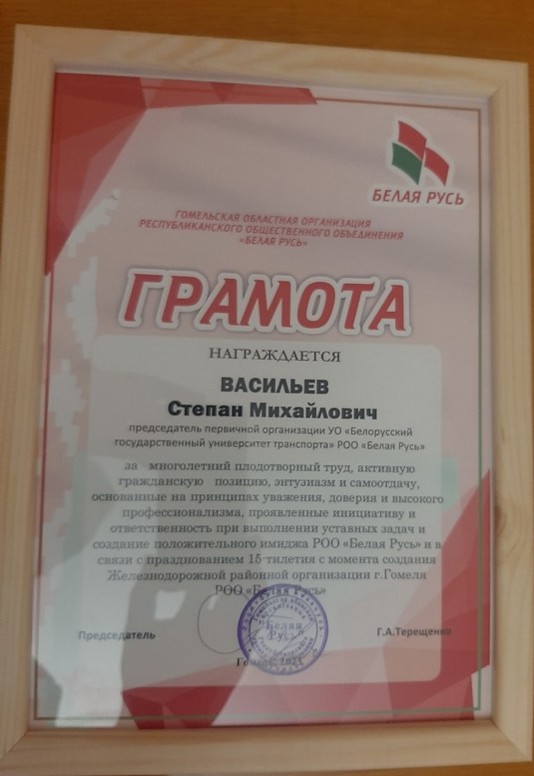 БЕЛАЯ РУСЬ
ГОМЕЛЬСКАЯ ОБЛАСТНАЯ ОРГАНИЗАЦИЯ
РЕСПУБЛИКАНСКОГО ОБЩЕСТВЕННОГО ОБЪЕДИНЕНИЯ
«БЕЛАЯ РУСЬ»
ГРАМОТА
НАГРАЖДАЕТСЯ
ВАСИЛЬЕВ
Степан Михайлович
председатель первичной организации УО «Белорусский
государственный университет транспорта» РОО «Белая Русь»
за многолетний плодотворный труд, активную
гражданскую позицию, энтузиазм и самоотдачу,
основанные на принципах уважения, доверия и высокого
профессионализма, проявленные инициативу и
ответственность при выполнении уставных задач и
создание положительного имиджа РОО «Белая Русь» и в
связи с празднованием 15-тилетия с момента создания
Железнодорожной районной организации г.Гомеля
РОО «Белая Русь»
Белая
Русь
Председатель Г.А.Терещенко